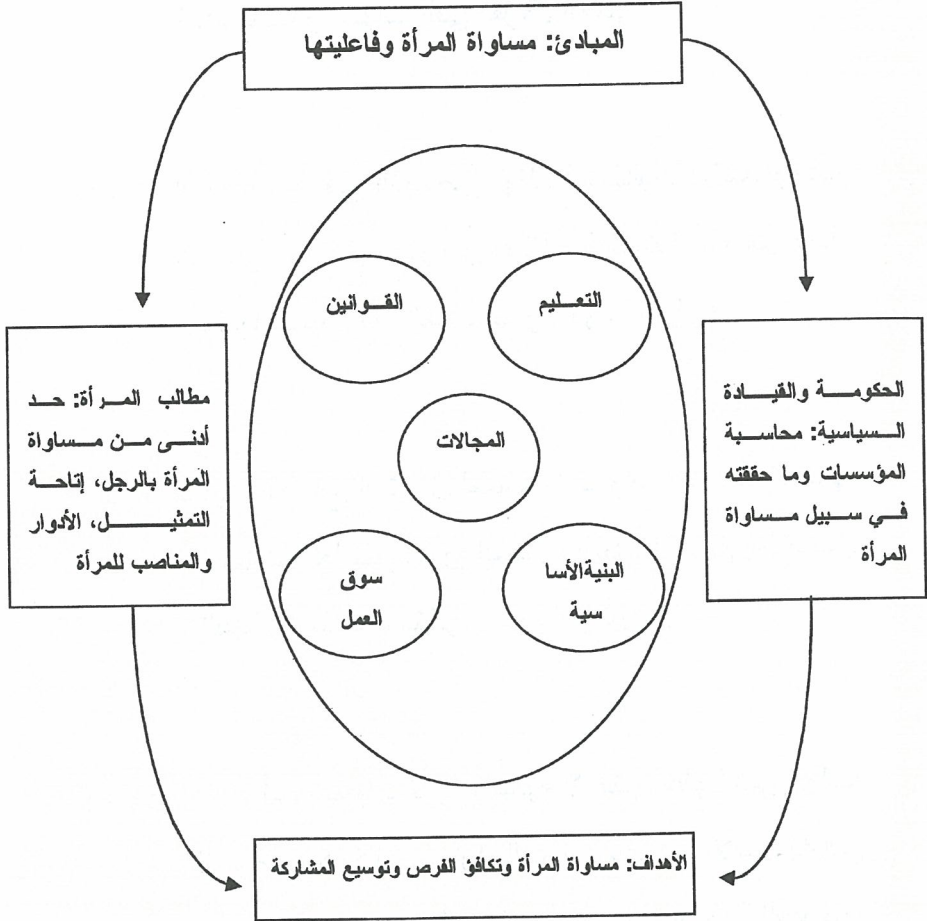 المبادئ: مساواة المرأة وفاعليتها
التعليم
القوانين
المجالات
البنية الأسا
سية
سوق
العمل
الحكومة والقيادة
السياسية: محاسبة
المؤسسات وما حققته
في سبيل مساواة
المرأة
مطالب المرأة: حد
أدنى من مساواة
المرأة بالرجل، إتاحة
التمثيل، الأدوار
والمناصب للمرأة
الأهداف: مساواة المرأة وتكافؤ الفرص وتوسيع المشاركة